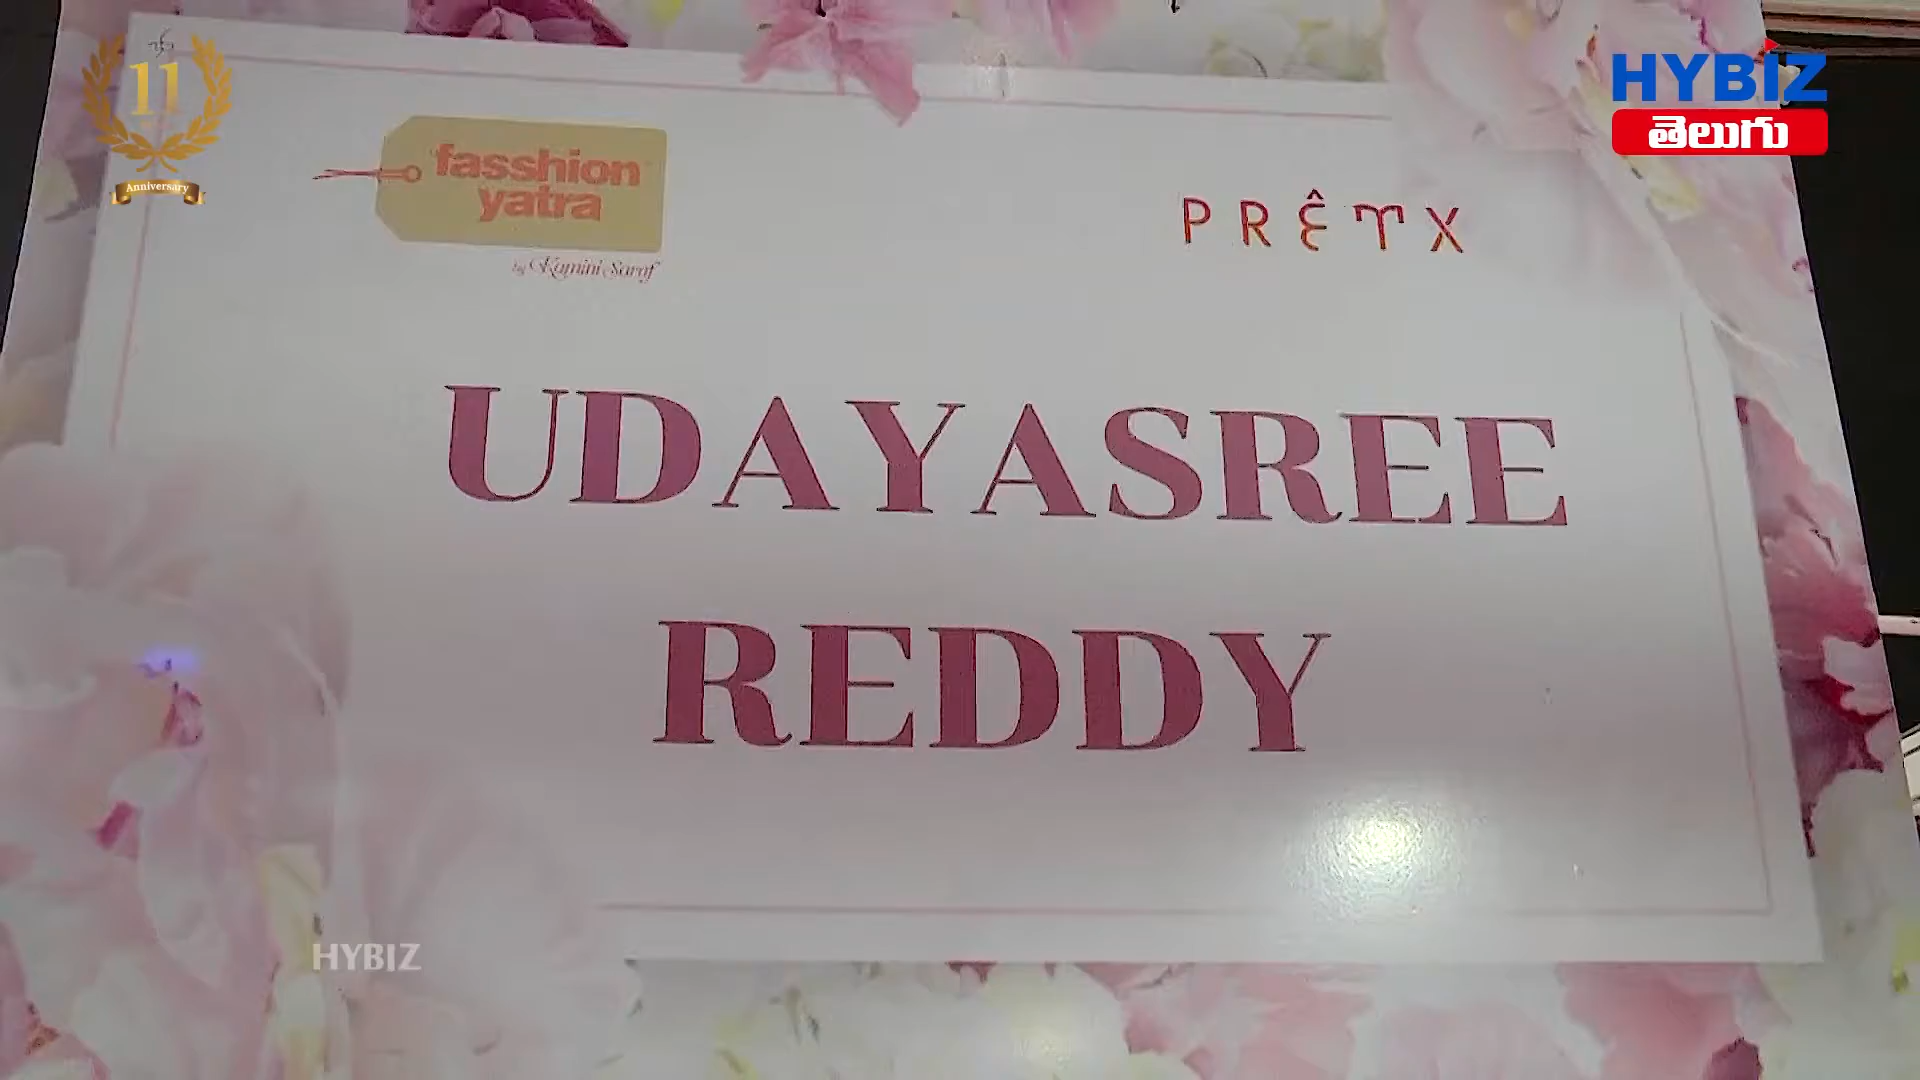 11
Anniversary
HYBIZ
తెలుగు
fasshion
yatra
by Kamini Saraf
PRÊTX
UDAYASREE
REDDY
HYBIZ